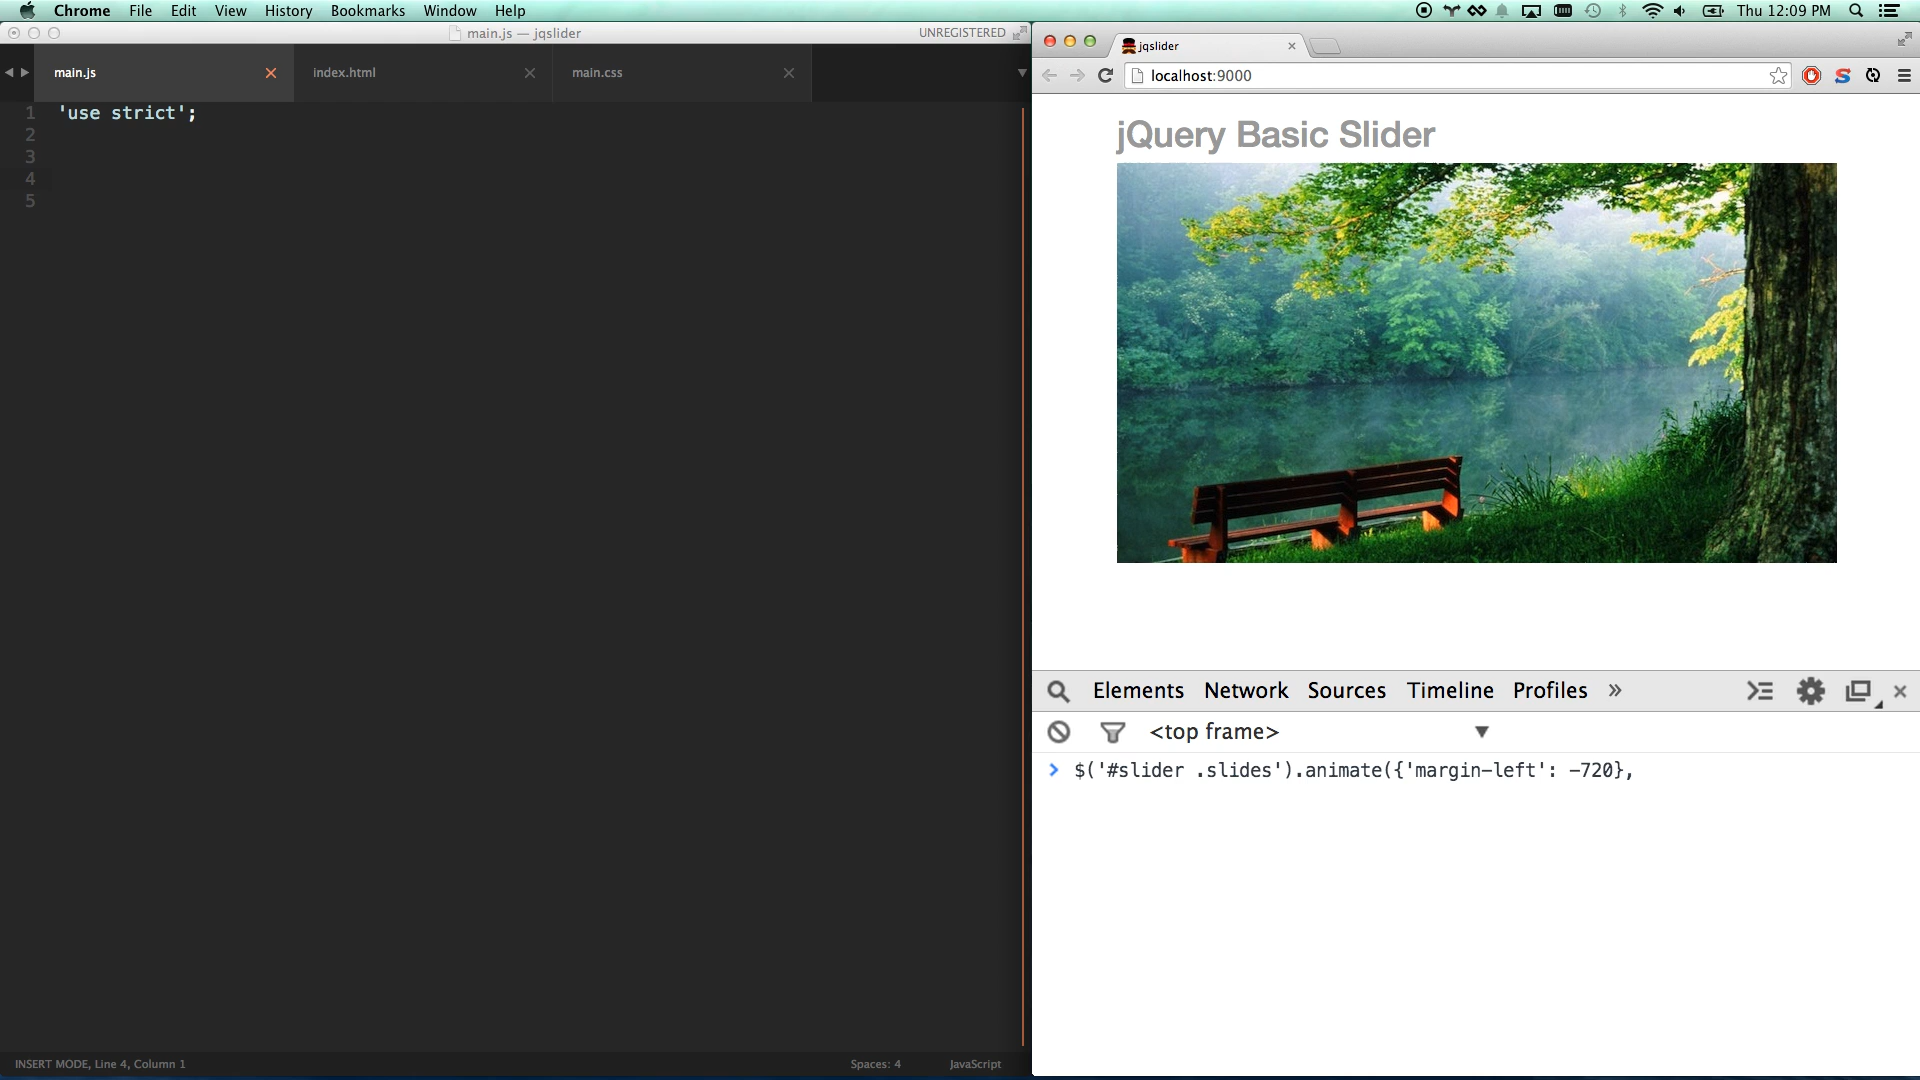 Chrome File Edit View History Bookmarks Window Help
Thu 12:09 PM
main.js — jqslider
UNREGISTERED
main.js
index.html
main.css
1 'use strict';
2
3
4
5
INSERT MODE, Line 4, Column 1
Spaces: 4
JavaScript
jqslider
localhost:9000
jQuery Basic Slider
Elements Network Sources Timeline Profiles »
<top frame>
$('#slider .slides').animate({'margin-left': -720},